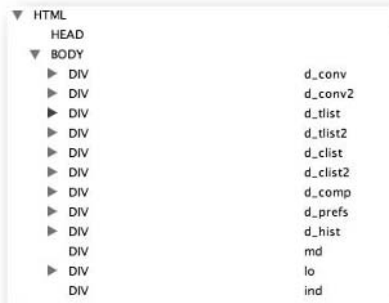 HTML
HEAD
BODY
DIV d_conv
DIV d_conv2
DIV d_tlist
DIV d_tlist2
DIV d_clist
DIV d_clist2
DIV d_comp
DIV d_prefs
DIV d_hist
DIV md
DIV lo
DIV ind